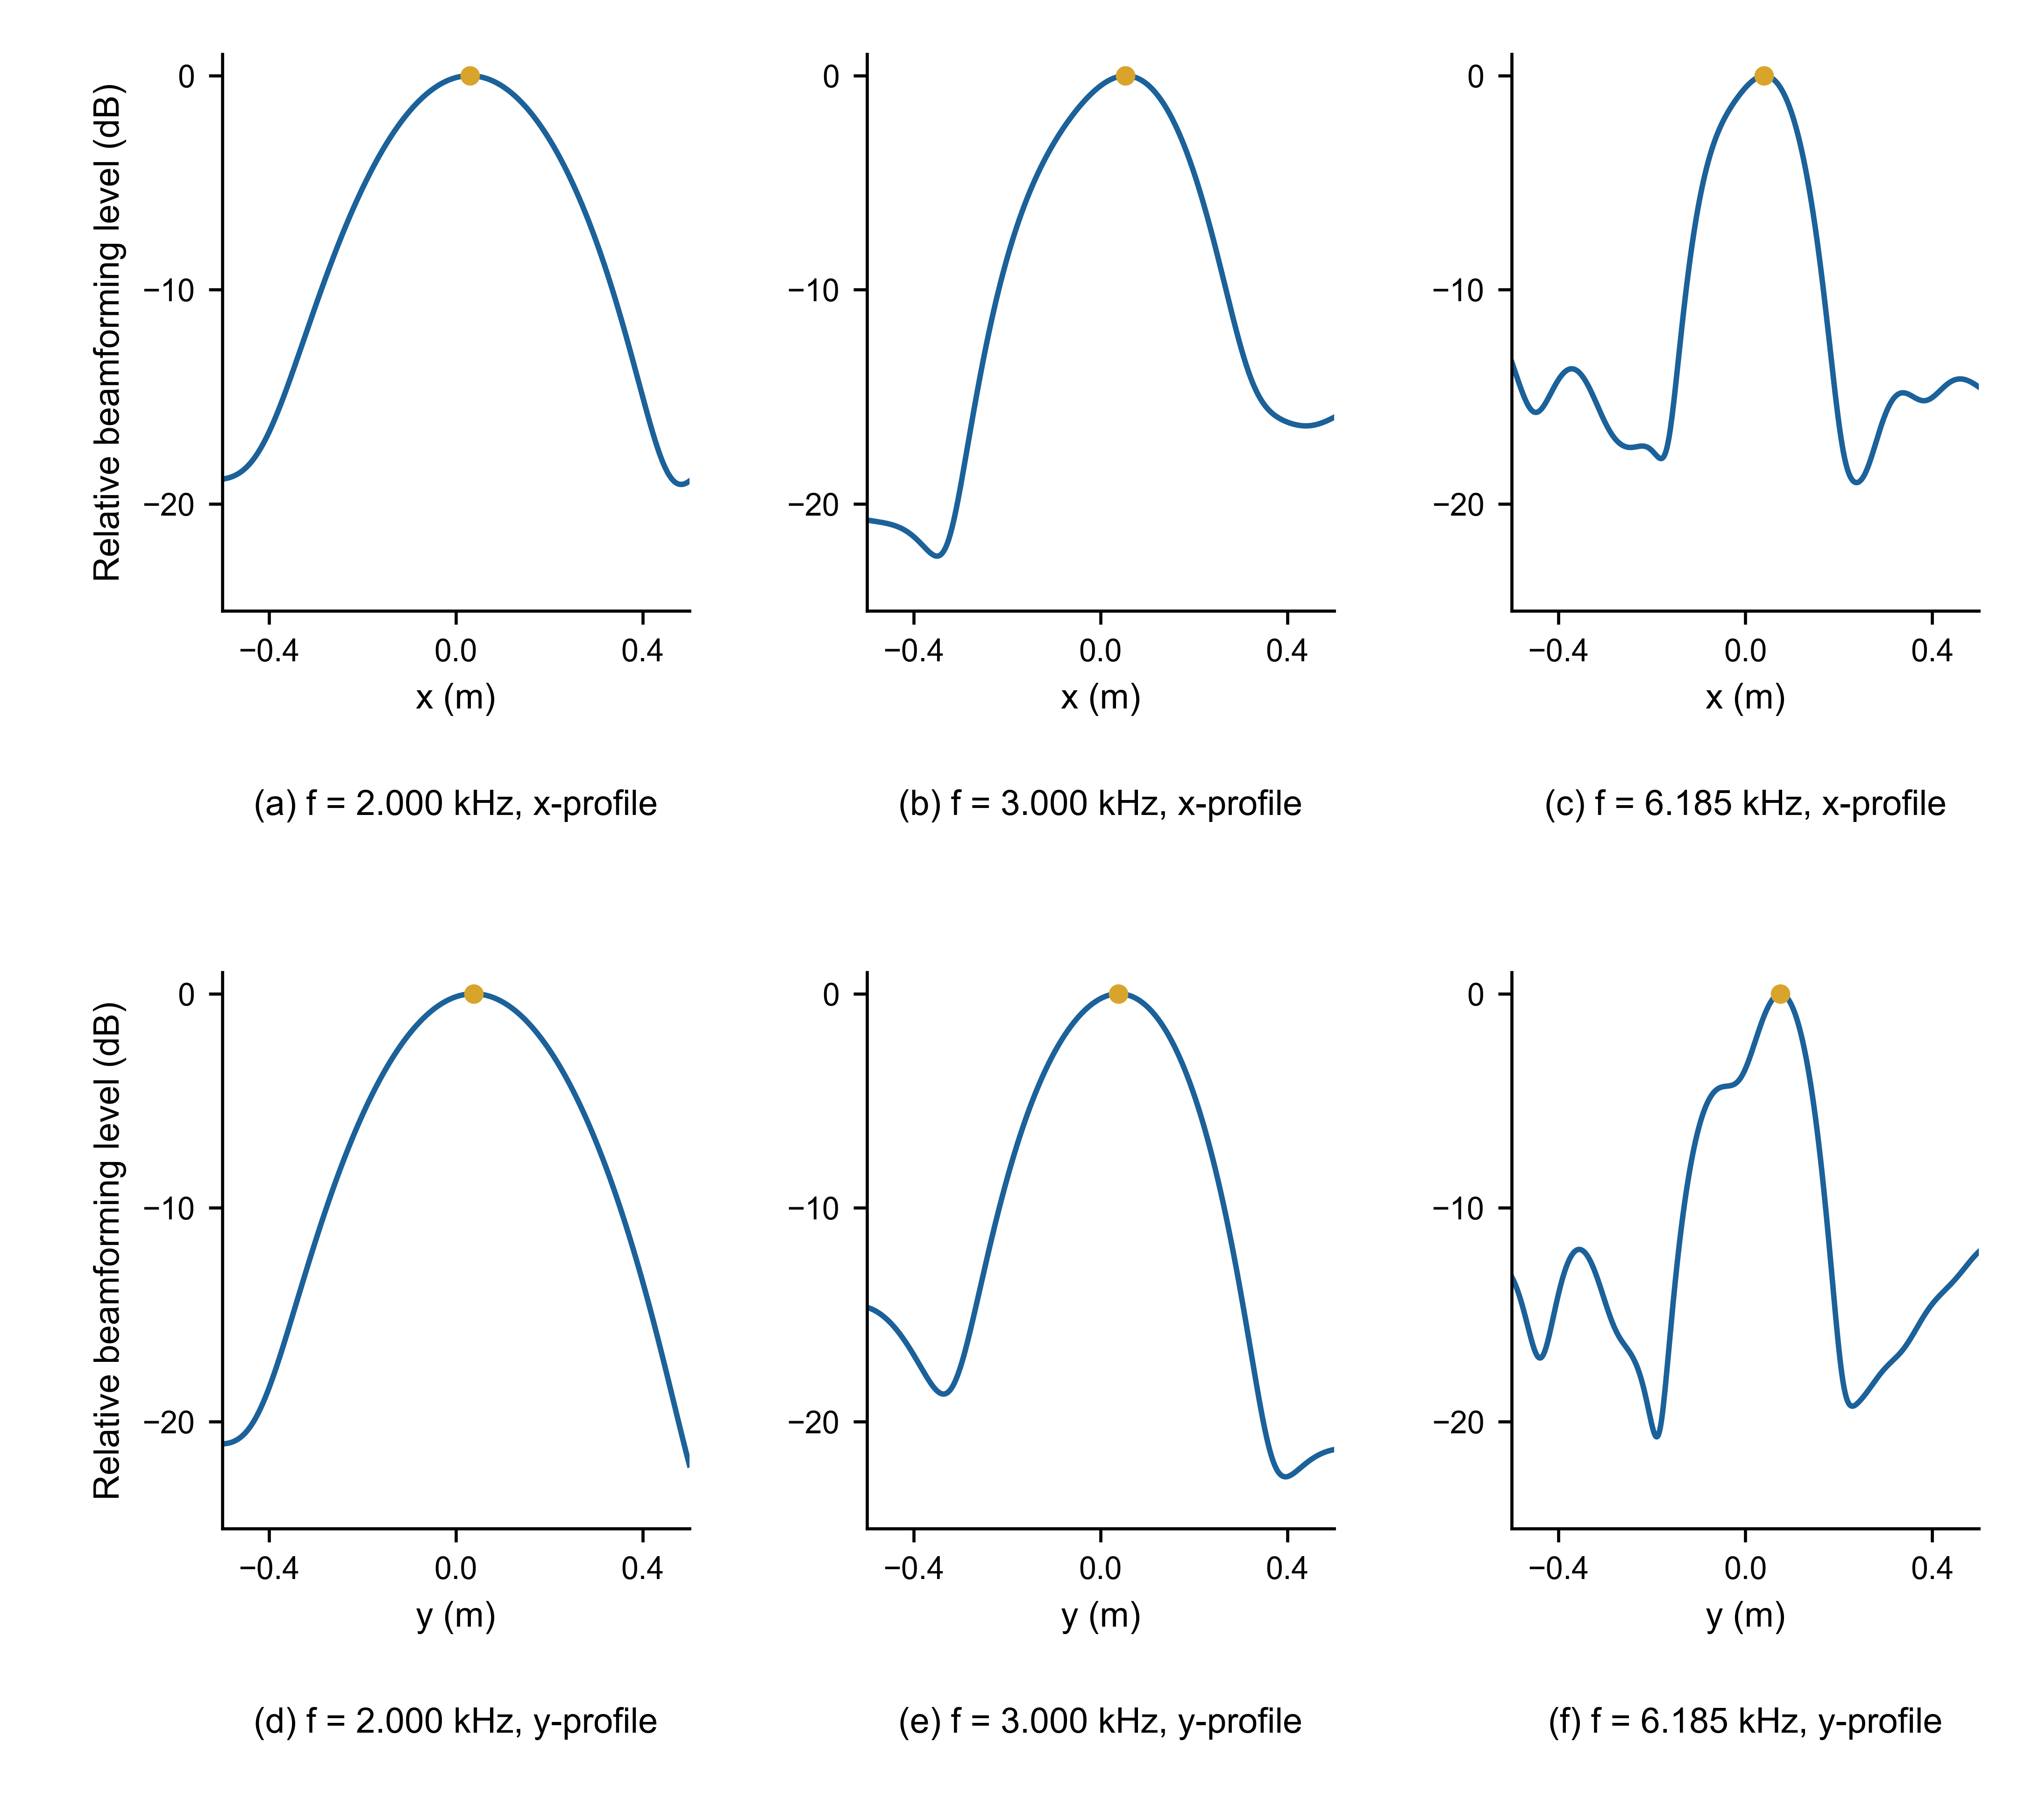 Relative beamforming level (dB)
0
−10
−20
−0.4 0.0 0.4
x (m)
(a) f = 2.000 kHz, x-profile
0
−10
−20
−0.4 0.0 0.4
x (m)
(b) f = 3.000 kHz, x-profile
0
−10
−20
−0.4 0.0 0.4
x (m)
(c) f = 6.185 kHz, x-profile
Relative beamforming level (dB)
0
−10
−20
−0.4 0.0 0.4
y (m)
(d) f = 2.000 kHz, y-profile
0
−10
−20
−0.4 0.0 0.4
y (m)
(e) f = 3.000 kHz, y-profile
0
−10
−20
−0.4 0.0 0.4
y (m)
(f) f = 6.185 kHz, y-profile